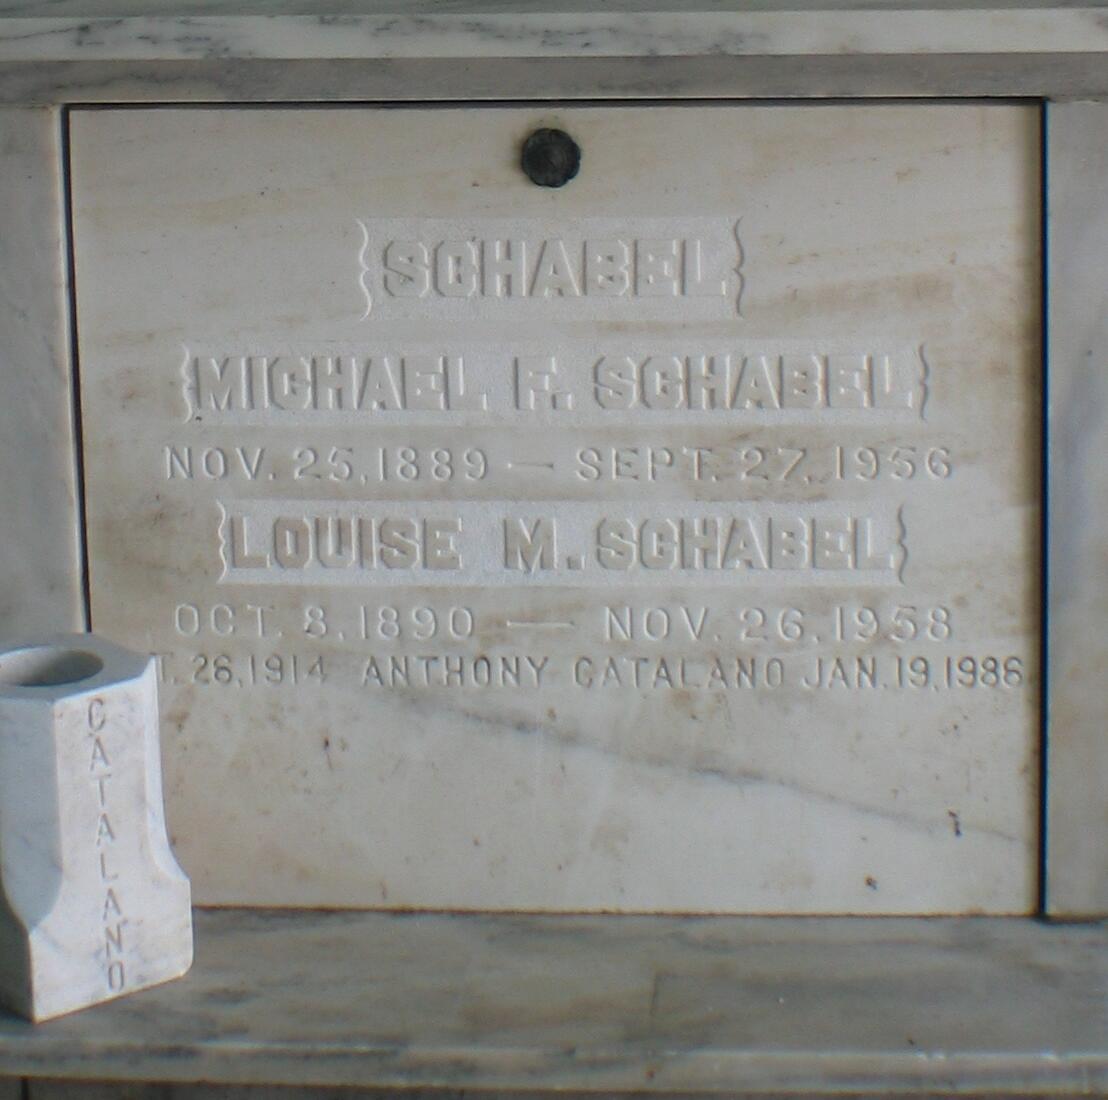 SCHABEL
MICHAEL F. SCHABEL
NOV. 25, 1889 — SEPT. 27, 1956
LOUISE M. SCHABEL
OCT. 8, 1890 — NOV. 26, 1958
26, 1914 ANTHONY CATALANO JAN. 19, 1986
CATALANO